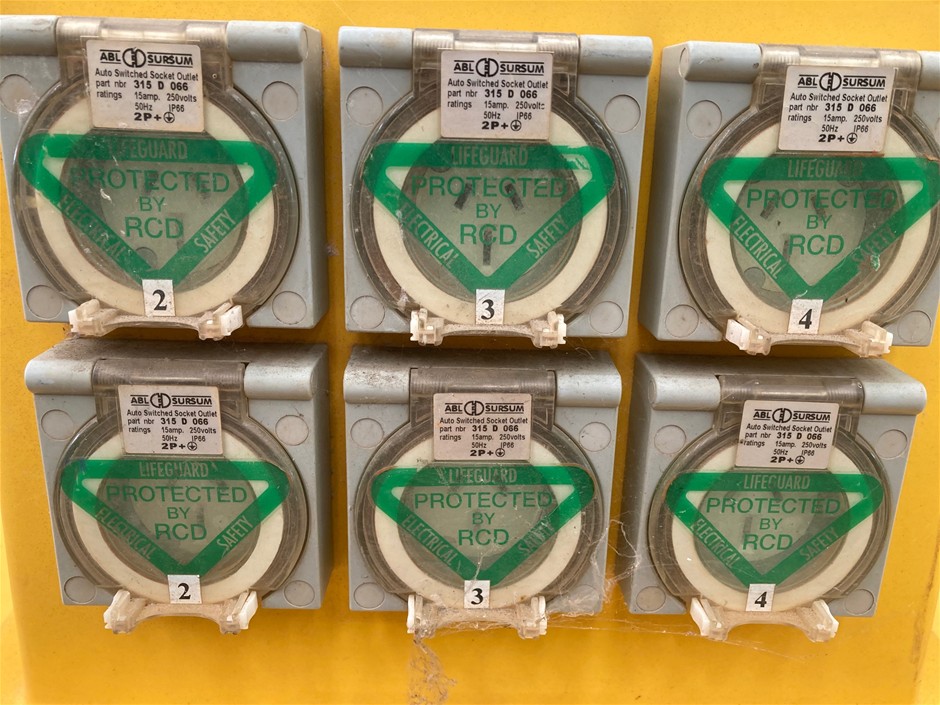 ABL SURSUM
Auto Switched Socket Outlet
part nbr 315 D 066
ratings 15amp. 250volts
50Hz IP66
2P+
LIFEGUARD
PROTECTED
BY
RCD
ELECTRICAL SAFETY
2
ABL SURSUM
Auto Switched Socket Outlet
part nbr 315 D 066
ratings 15amp. 250volts
50Hz IP66
2P+
LIFEGUARD
PROTECTED
BY
RCD
ELECTRICAL SAFETY
3
ABL SURSUM
Auto Switched Socket Outlet
part nbr 315 D 066
ratings 15amp. 250volts
50Hz IP66
2P+
LIFEGUARD
PROTECTED
BY
RCD
ELECTRICAL SAFETY
4
ABL SURSUM
Auto Switched Socket Outlet
part nbr 315 D 066
ratings 15amp. 250volts
50Hz IP66
2P+
LIFEGUARD
PROTECTED
BY
RCD
ELECTRICAL SAFETY
2
ABL SURSUM
Auto Switched Socket Outlet
part nbr 315 D 066
ratings 15amp. 250volts
50Hz IP66
2P+
LIFEGUARD
PROTECTED
BY
RCD
ELECTRICAL SAFETY
3
ABL SURSUM
Auto Switched Socket Outlet
part nbr 315 D 066
ratings 15amp. 250volts
50Hz IP66
2P+
LIFEGUARD
PROTECTED
BY
RCD
ELECTRICAL SAFETY
4